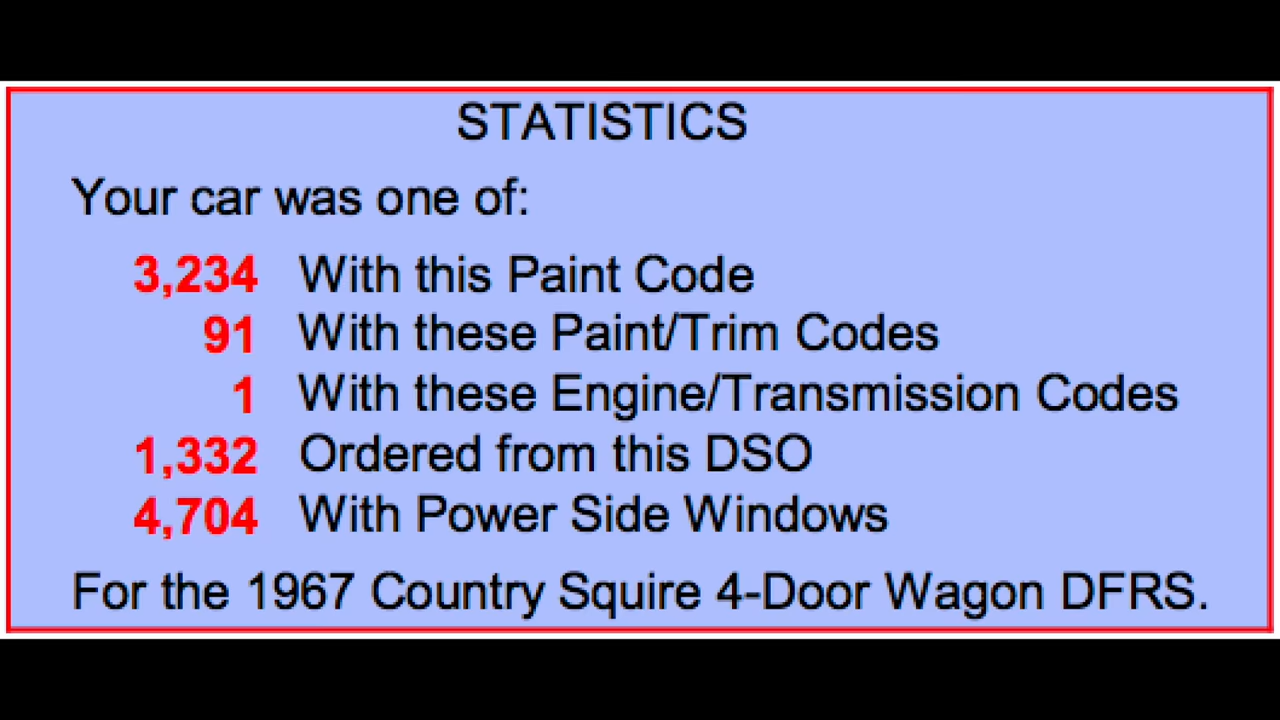 STATISTICS
Your car was one of:
3,234 With this Paint Code
91 With these Paint/Trim Codes
1 With these Engine/Transmission Codes
1,332 Ordered from this DSO
4,704 With Power Side Windows
For the 1967 Country Squire 4-Door Wagon DFRS.